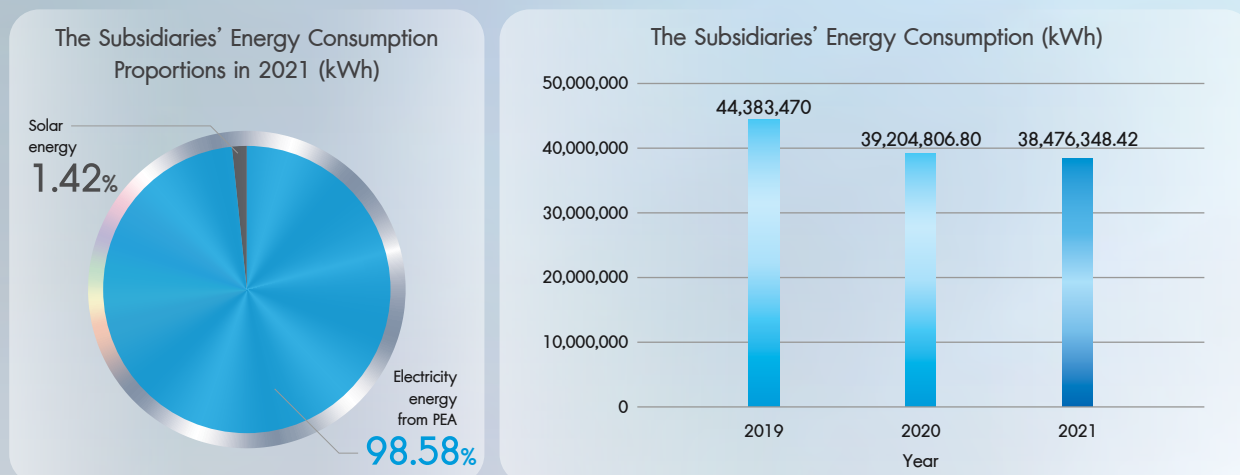 The Subsidiaries' Energy Consumption
Proportions in 2021 (kWh)
Solar
energy
1.42%
Electricity
energy
from PEA
98.58%
The Subsidiaries' Energy Consumption (kWh)
50,000,000
40,000,000
30,000,000
20,000,000
10,000,000
0
44,383,470
39,204,806.80
38,476,348.42
2019
2020
2021
Year